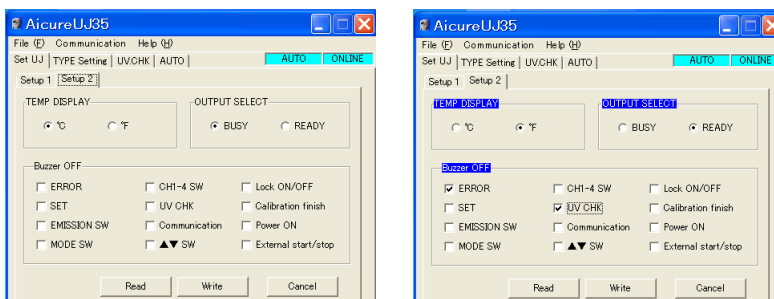 AicureUJ35
File (F) Communication Help (H)
Set UJ TYPE Setting UV.CHK AUTO AUTO ONLINE
Setup 1 Setup 2
TEMP DISPLAY OUTPUT SELECT
℃ ℉ BUSY READY
Buzzer OFF
ERROR CH1-4 SW Lock ON/OFF
SET UV CHK Calibration finish
EMISSION SW Communication Power ON
MODE SW ▲▼ SW External start/stop
Read Write Cancel
AicureUJ35
File (F) Communication Help (H)
Set UJ TYPE Setting UV.CHK AUTO AUTO ONLINE
Setup 1 Setup 2
TEMP DISPLAY OUTPUT SELECT
℃ ℉ BUSY READY
Buzzer OFF
ERROR CH1-4 SW Lock ON/OFF
SET UV CHK Calibration finish
EMISSION SW Communication Power ON
MODE SW ▲▼ SW External start/stop
Read Write Cancel